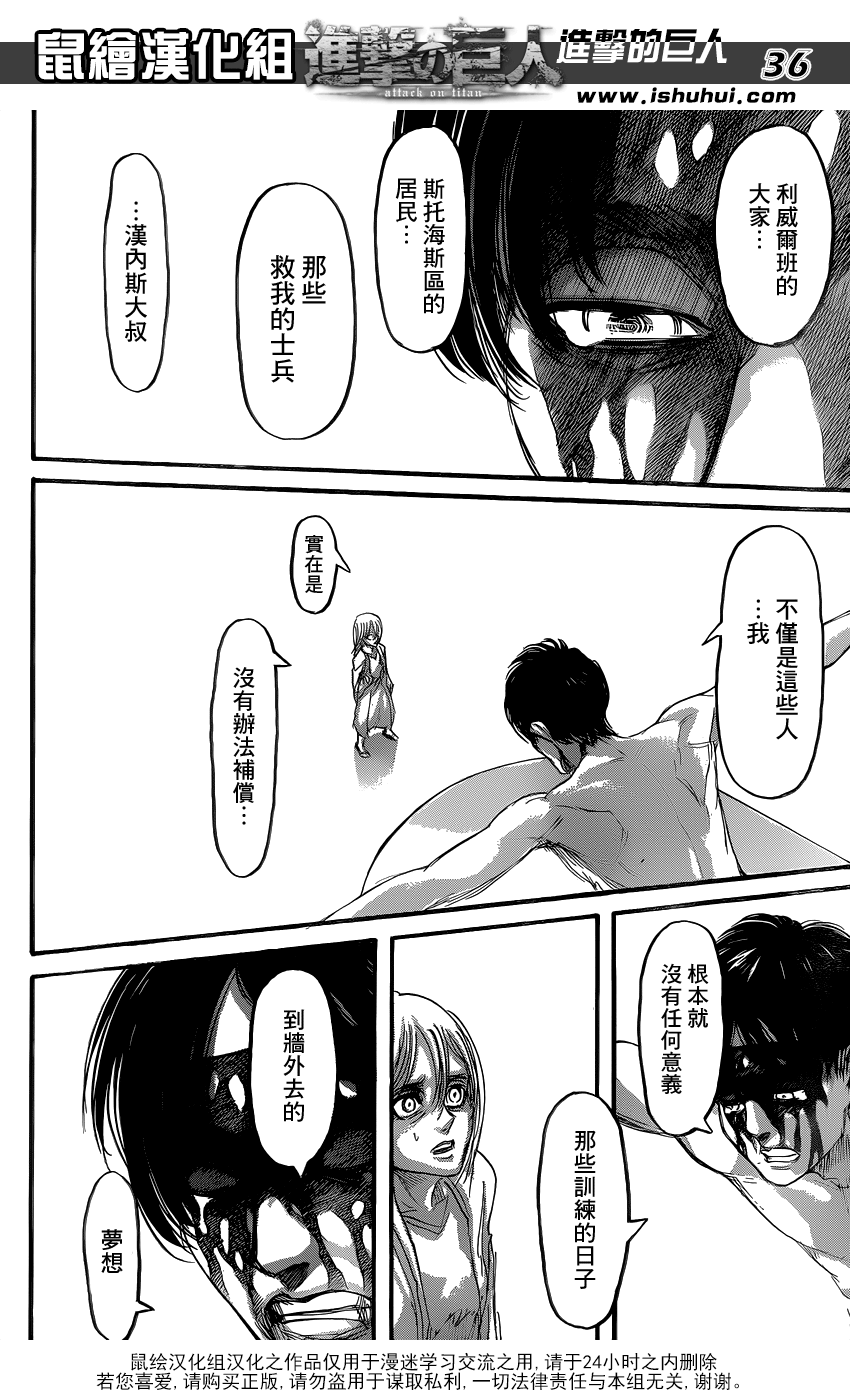 鼠繪漢化組
進撃の巨人
attack on titan
進擊的巨人
36
www.ishuhui.com
利威爾班的
大家…
斯托海斯區的
居民…
那些
救我的士兵
…漢內斯大叔
不僅是這些人
…我
實在是
沒有辦法補償…
根本就
沒有任何意義
那些訓練的日子
到牆外去的
夢想
鼠绘汉化组汉化之作品仅用于漫迷学习交流之用,请于24小时之内删除
若您喜爱,请购买正版,请勿盗用于谋取私利,一切法律责任与本组无关,谢谢。